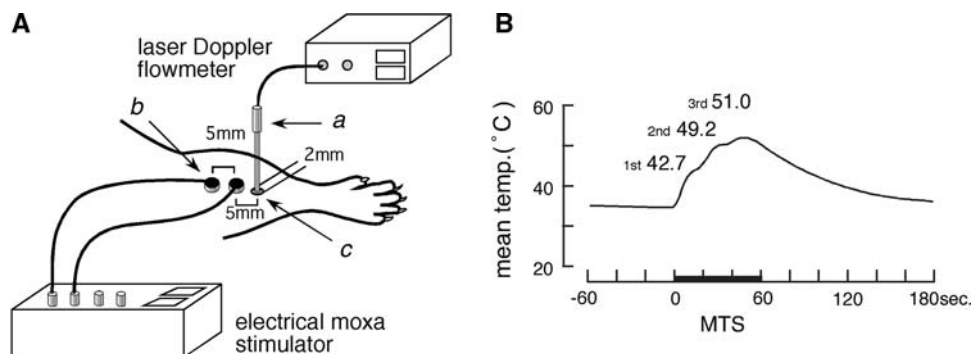 A
laser Doppler
flowmeter
b
a
5mm
2mm
5mm
c
electrical moxa
stimulator
B
mean temp.(°C)
60
40
20
3rd 51.0
2nd 49.2
1st 42.7
-60 0 60 120 180sec.
MTS